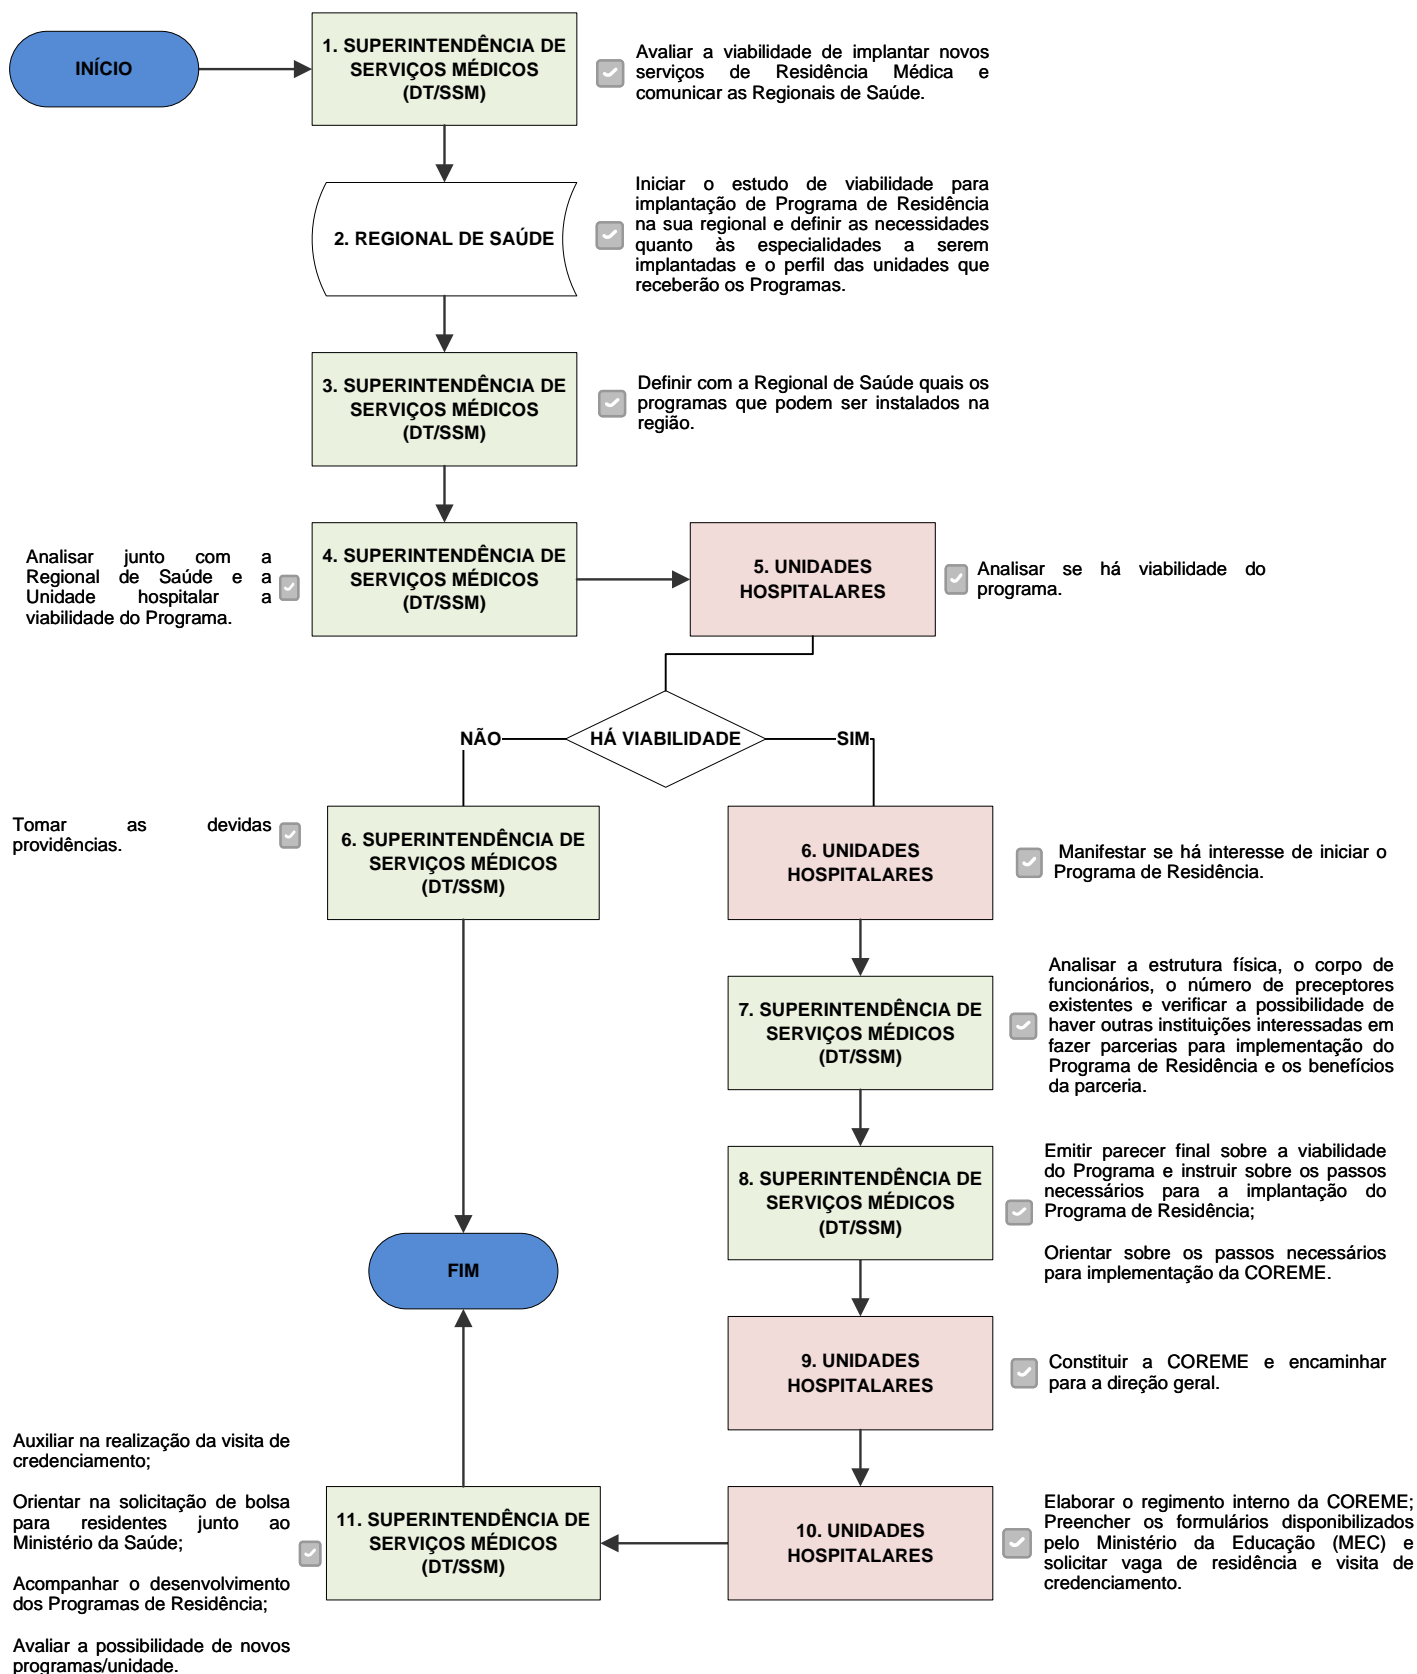 INÍCIO
1. SUPERINTENDÊNCIA DE
SERVIÇOS MÉDICOS
(DT/SSM)
Avaliar a viabilidade de implantar novos
serviços de Residência Médica e
comunicar as Regionais de Saúde.
2. REGIONAL DE SAÚDE
Iniciar o estudo de viabilidade para
implantação de Programa de Residência
na sua regional e definir as necessidades
quanto às especialidades a serem
implantadas e o perfil das unidades que
receberão os Programas.
3. SUPERINTENDÊNCIA DE
SERVIÇOS MÉDICOS
(DT/SSM)
Definir com a Regional de Saúde quais os
programas que podem ser instalados na
região.
Analisar junto com a
Regional de Saúde e a
Unidade hospitalar a
viabilidade do Programa.
4. SUPERINTENDÊNCIA DE
SERVIÇOS MÉDICOS
(DT/SSM)
5. UNIDADES
HOSPITALARES
Analisar se há viabilidade do
programa.
NÃO
HÁ VIABILIDADE
SIM
Tomar as devidas
providências.
6. SUPERINTENDÊNCIA DE
SERVIÇOS MÉDICOS
(DT/SSM)
6. UNIDADES
HOSPITALARES
Manifestar se há interesse de iniciar o
Programa de Residência.
7. SUPERINTENDÊNCIA DE
SERVIÇOS MÉDICOS
(DT/SSM)
Analisar a estrutura física, o corpo de
funcionários, o número de preceptores
existentes e verificar a possibilidade de
haver outras instituições interessadas em
fazer parcerias para implementação do
Programa de Residência e os benefícios
da parceria.
8. SUPERINTENDÊNCIA DE
SERVIÇOS MÉDICOS
(DT/SSM)
Emitir parecer final sobre a viabilidade
do Programa e instruir sobre os passos
necessários para a implantação do
Programa de Residência;
Orientar sobre os passos necessários
para implementação da COREME.
FIM
9. UNIDADES
HOSPITALARES
Constituir a COREME e encaminhar
para a direção geral.
Auxiliar na realização da visita de
credenciamento;
Orientar na solicitação de bolsa
para residentes junto ao
Ministério da Saúde;
Acompanhar o desenvolvimento
dos Programas de Residência;
Avaliar a possibilidade de novos
programas/unidade.
11. SUPERINTENDÊNCIA DE
SERVIÇOS MÉDICOS
(DT/SSM)
10. UNIDADES
HOSPITALARES
Elaborar o regimento interno da COREME;
Preencher os formulários disponibilizados
pelo Ministério da Educação (MEC) e
solicitar vaga de residência e visita de
credenciamento.